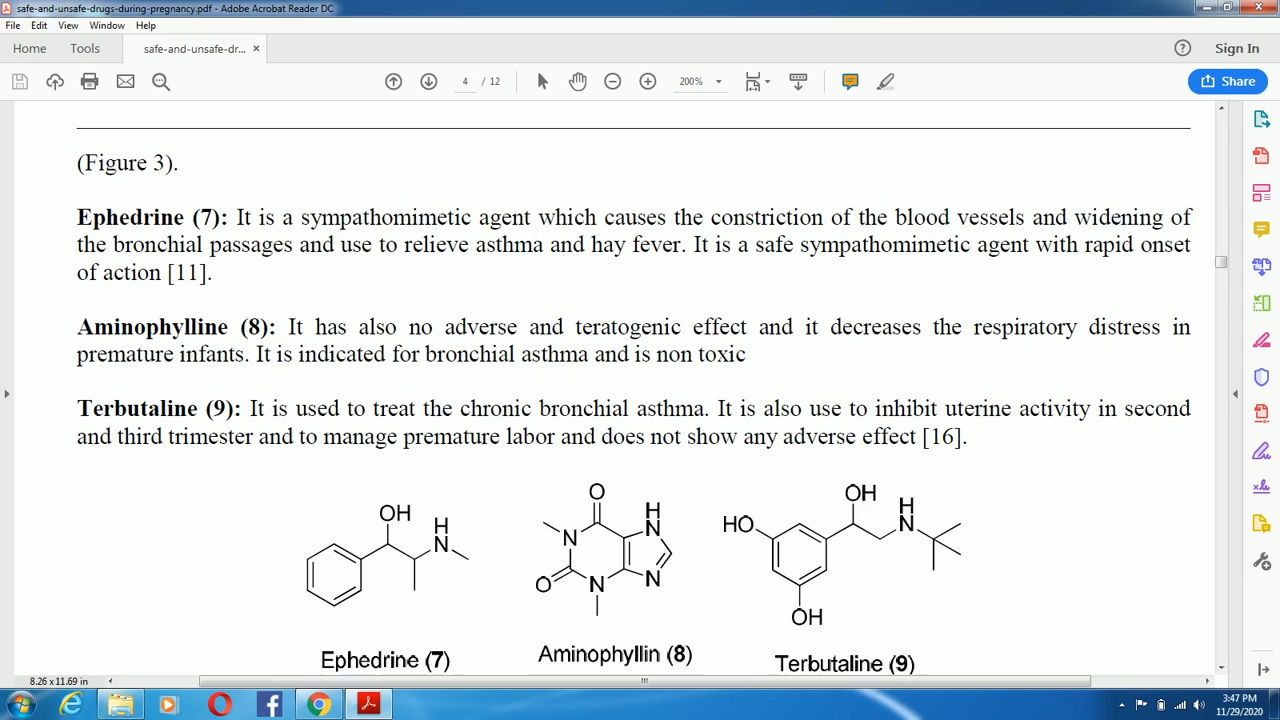 safe-and-unsafe-drugs-during-pregnancy.pdf - Adobe Acrobat Reader DC
File Edit View Window Help
Home Tools safe-and-unsafe-dr... × Sign In
4 / 12 200% Share
(Figure 3).
Ephedrine (7): It is a sympathomimetic agent which causes the constriction of the blood vessels and widening of
the bronchial passages and use to relieve asthma and hay fever. It is a safe sympathomimetic agent with rapid onset
of action [11].
Aminophylline (8): It has also no adverse and teratogenic effect and it decreases the respiratory distress in
premature infants. It is indicated for bronchial asthma and is non toxic
Terbutaline (9): It is used to treat the chronic bronchial asthma. It is also use to inhibit uterine activity in second
and third trimester and to manage premature labor and does not show any adverse effect [16].
OH H N
O N N H N N O
OH H N HO OH
Ephedrine (7) Aminophyllin (8) Terbutaline (9)
8.26 x 11.69 in
3:47 PM
11/29/2020